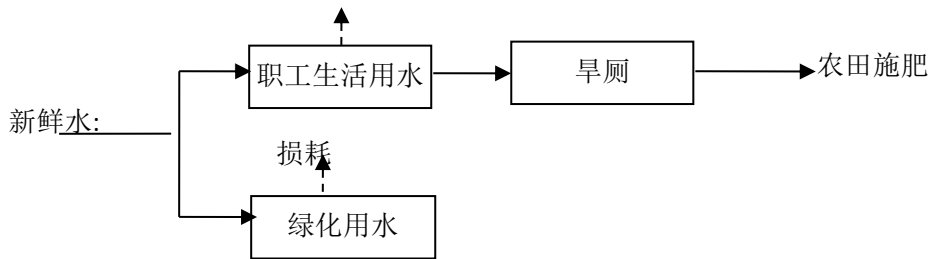 职工生活用水
旱厕
农田施肥
新鲜水:
损耗
绿化用水